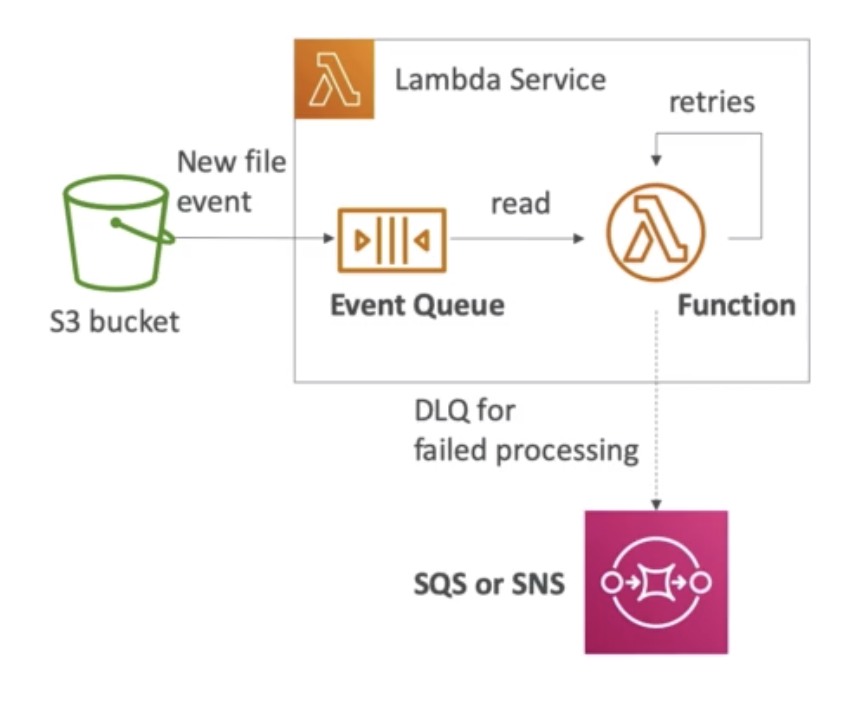 Lambda Service
retries
New file
event
read
S3 bucket
Event Queue
Function
DLQ for
failed processing
SQS or SNS